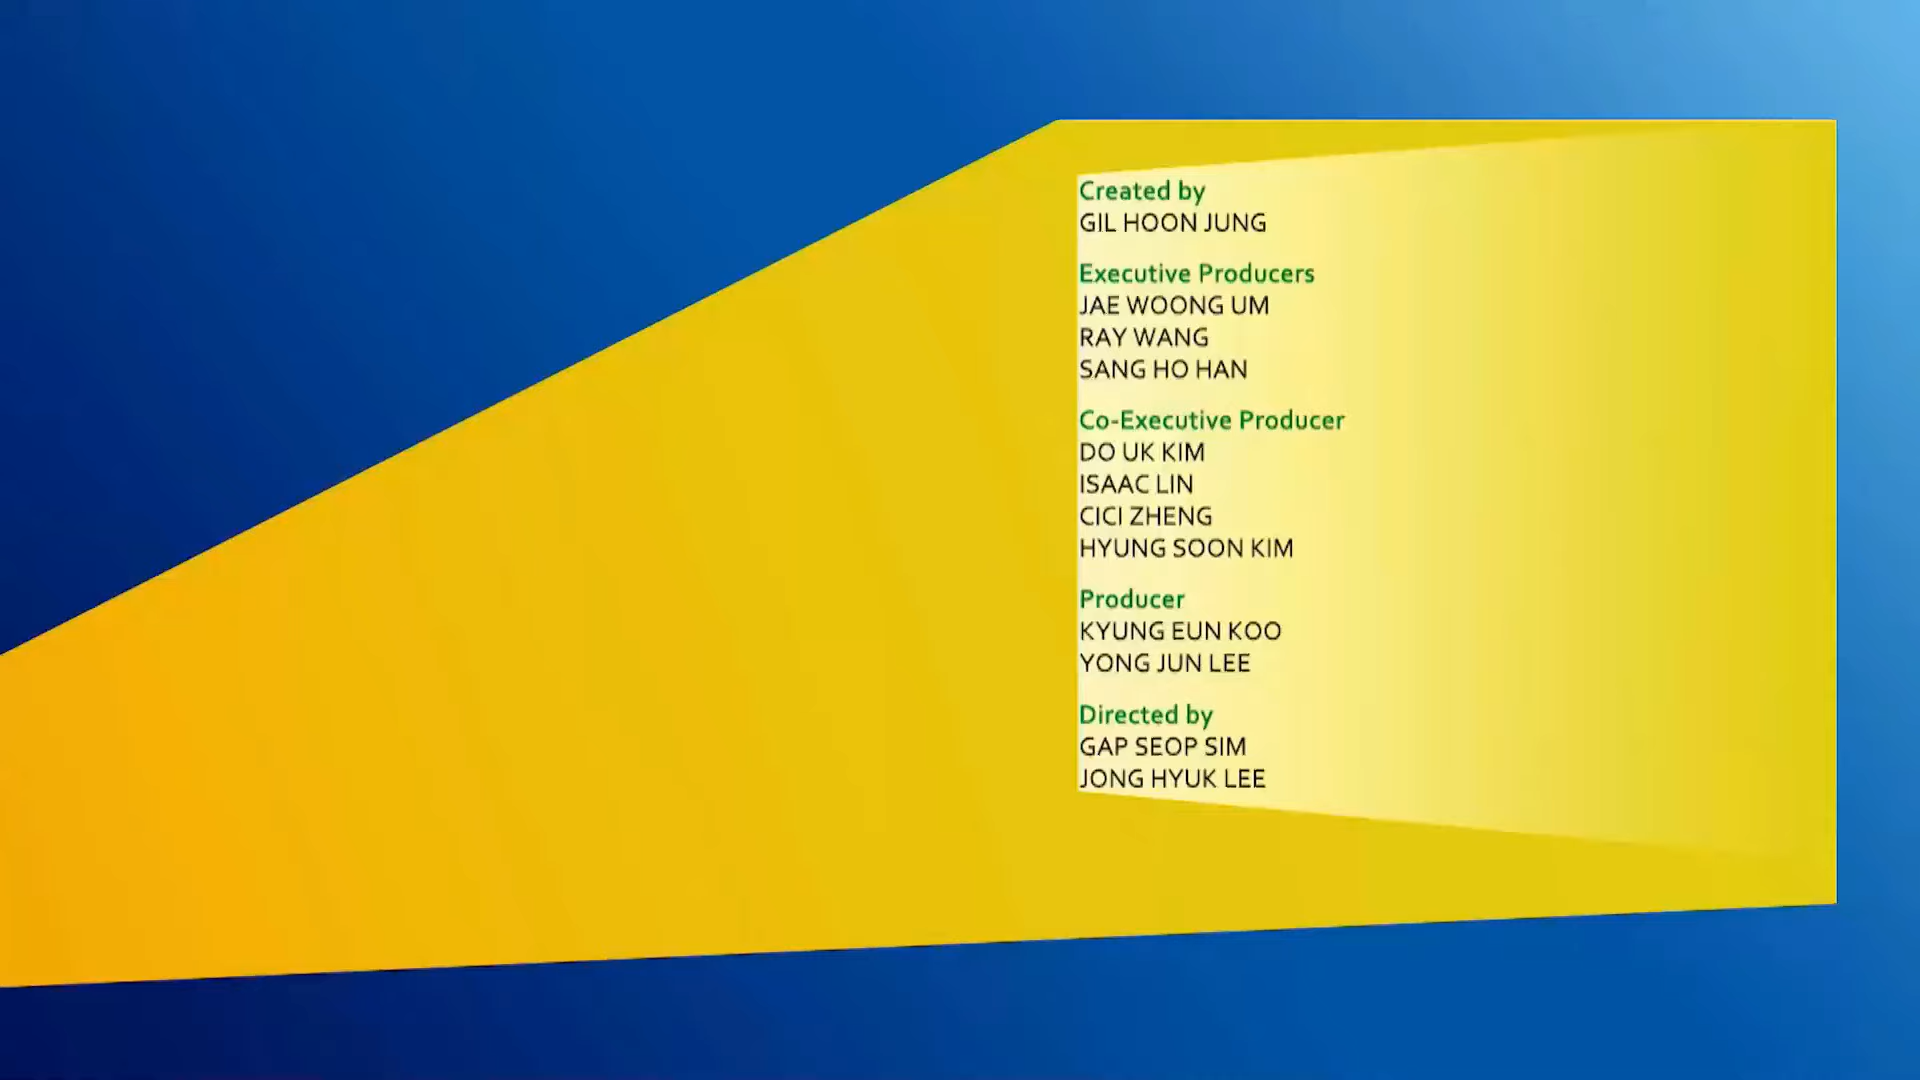 Created by
GIL HOON JUNG
Executive Producers
JAE WOONG UM
RAY WANG
SANG HO HAN
Co-Executive Producer
DO UK KIM
ISAAC LIN
CICI ZHENG
HYUNG SOON KIM
Producer
KYUNG EUN KOO
YONG JUN LEE
Directed by
GAP SEOP SIM
JONG HYUK LEE